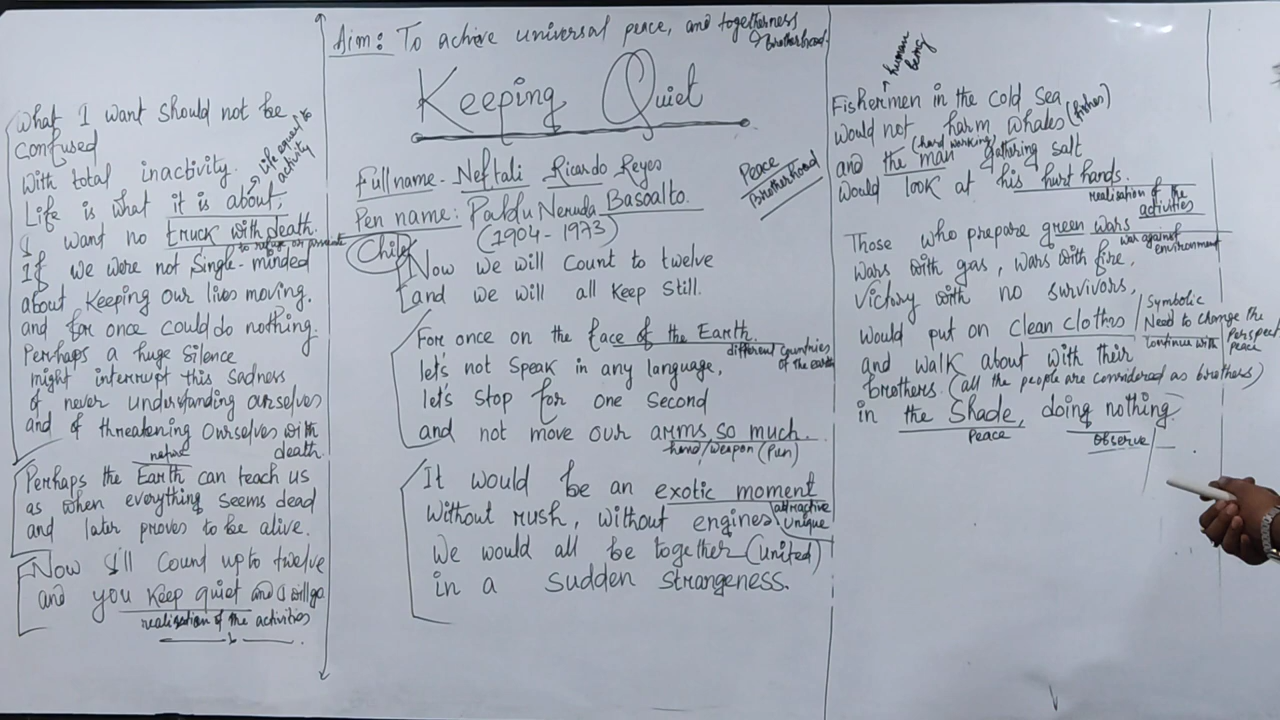 Aim: To achieve universal peace, and togetherness
brotherhood.
Keeping Quiet
Full name - Neftali Ricardo Reyes
Basoalto.
Pen name: Pablo Neruda
(1904 - 1973)
Chile
Peace
Brotherhood
Now we will count to twelve
and we will all keep still.
For once on the face of the Earth.
different countries
of the earth
let's not speak in any language,
let's stop for one second
and not move our arms so much.
hand/weapon (pun)
It would be an exotic moment
attractive
unique
without rush, without engines
We would all be together (united)
in a sudden strangeness.
human
being
Fishermen in the cold sea
would not harm whales (fishes)
(hard working)
and the man gathering salt
would look at his hurt hands.
realisation of the
activities
Those who prepare green wars
war against
environment
wars with gas, wars with fire,
victory with no survivors,
would put on clean clothes
Symbolic
Need to change the
continue with
peace
and walk about with their
brothers. (all the people are considered as brothers)
in the Shade, doing nothing.
Peace
observe
What I want should not be
confused
with total inactivity.
life equal to
activity
Life is what it is about;
I want no truck with death.
If we were not Single-minded
about keeping our lives moving.
and for once could do nothing.
Perhaps a huge silence
might interrupt this sadness
of never understanding ourselves
and of threatening Ourselves with
death.
nature
Perhaps the Earth can teach us
as when everything seems dead
and later proves to be alive.
Now I'll Count upto twelve
and you keep quiet and I will go
realisation of the activities